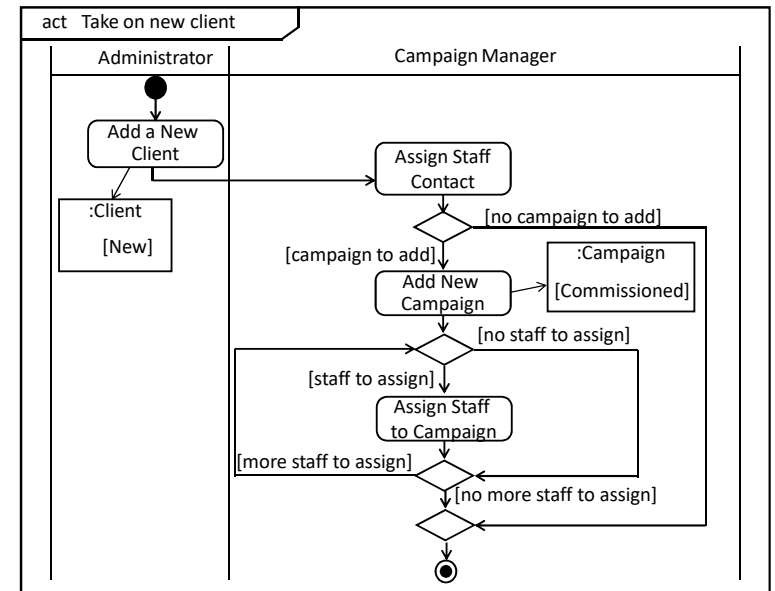 act Take on new client
Administrator
Campaign Manager
Add a New
Client
Assign Staff
Contact
:Client
[New]
[no campaign to add]
[campaign to add]
:Campaign
[Commissioned]
Add New
Campaign
[no staff to assign]
[staff to assign]
Assign Staff
to Campaign
[more staff to assign]
[no more staff to assign]